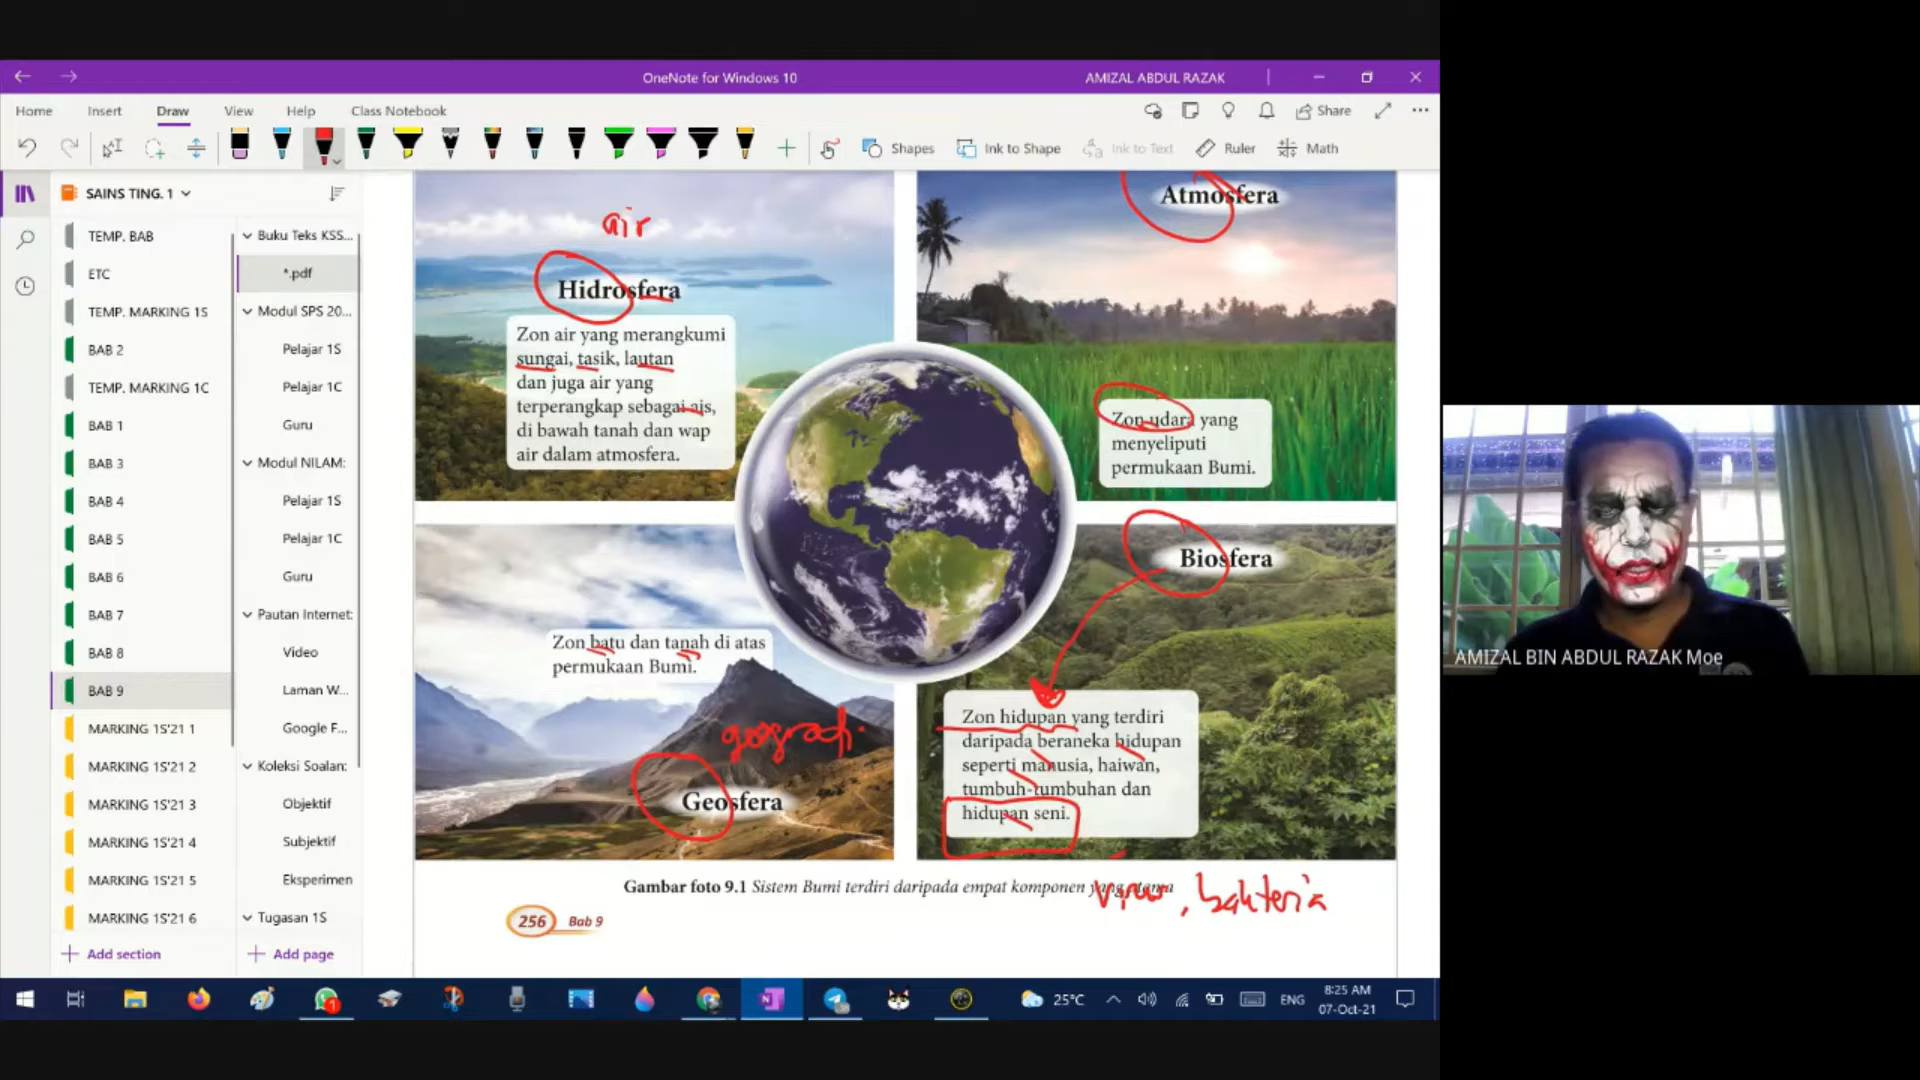 OneNote for Windows 10
AMIZAL ABDUL RAZAK
Home Insert Draw View Help Class Notebook
Share
Shapes Ink to Shape Ink to Text Ruler Math
SAINS TING. 1
TEMP. BAB
ETC
TEMP. MARKING 1S
BAB 2
TEMP. MARKING 1C
BAB 1
BAB 3
BAB 4
BAB 5
BAB 6
BAB 7
BAB 8
BAB 9
MARKING 1S'21 1
MARKING 1S'21 2
MARKING 1S'21 3
MARKING 1S'21 4
MARKING 1S'21 5
MARKING 1S'21 6
Add section
Buku Teks KSS...
*.pdf
Modul SPS 20...
Pelajar 1S
Pelajar 1C
Guru
Modul NILAM:
Pelajar 1S
Pelajar 1C
Guru
Pautan Internet:
Video
Laman W...
Google F...
Koleksi Soalan:
Objektif
Subjektif
Eksperimen
Tugasan 1S
Add page
air
Hidrosfera
Zon air yang merangkumi
sungai, tasik, lautan
dan juga air yang
terperangkap sebagai ais,
di bawah tanah dan wap
air dalam atmosfera.
Atmosfera
Zon udara yang
menyeliputi
permukaan Bumi.
Zon batu dan tanah di atas
permukaan Bumi.
Geosfera
Biosfera
Zon hidupan yang terdiri
daripada beraneka hidupan
seperti manusia, haiwan,
tumbuh-tumbuhan dan
hidupan seni.
Gambar foto 9.1 Sistem Bumi terdiri daripada empat komponen yang utama
, bakteria
256 Bab 9
AMIZAL BIN ABDUL RAZAK Moe
25°C
ENG
8:25 AM
07-Oct-21